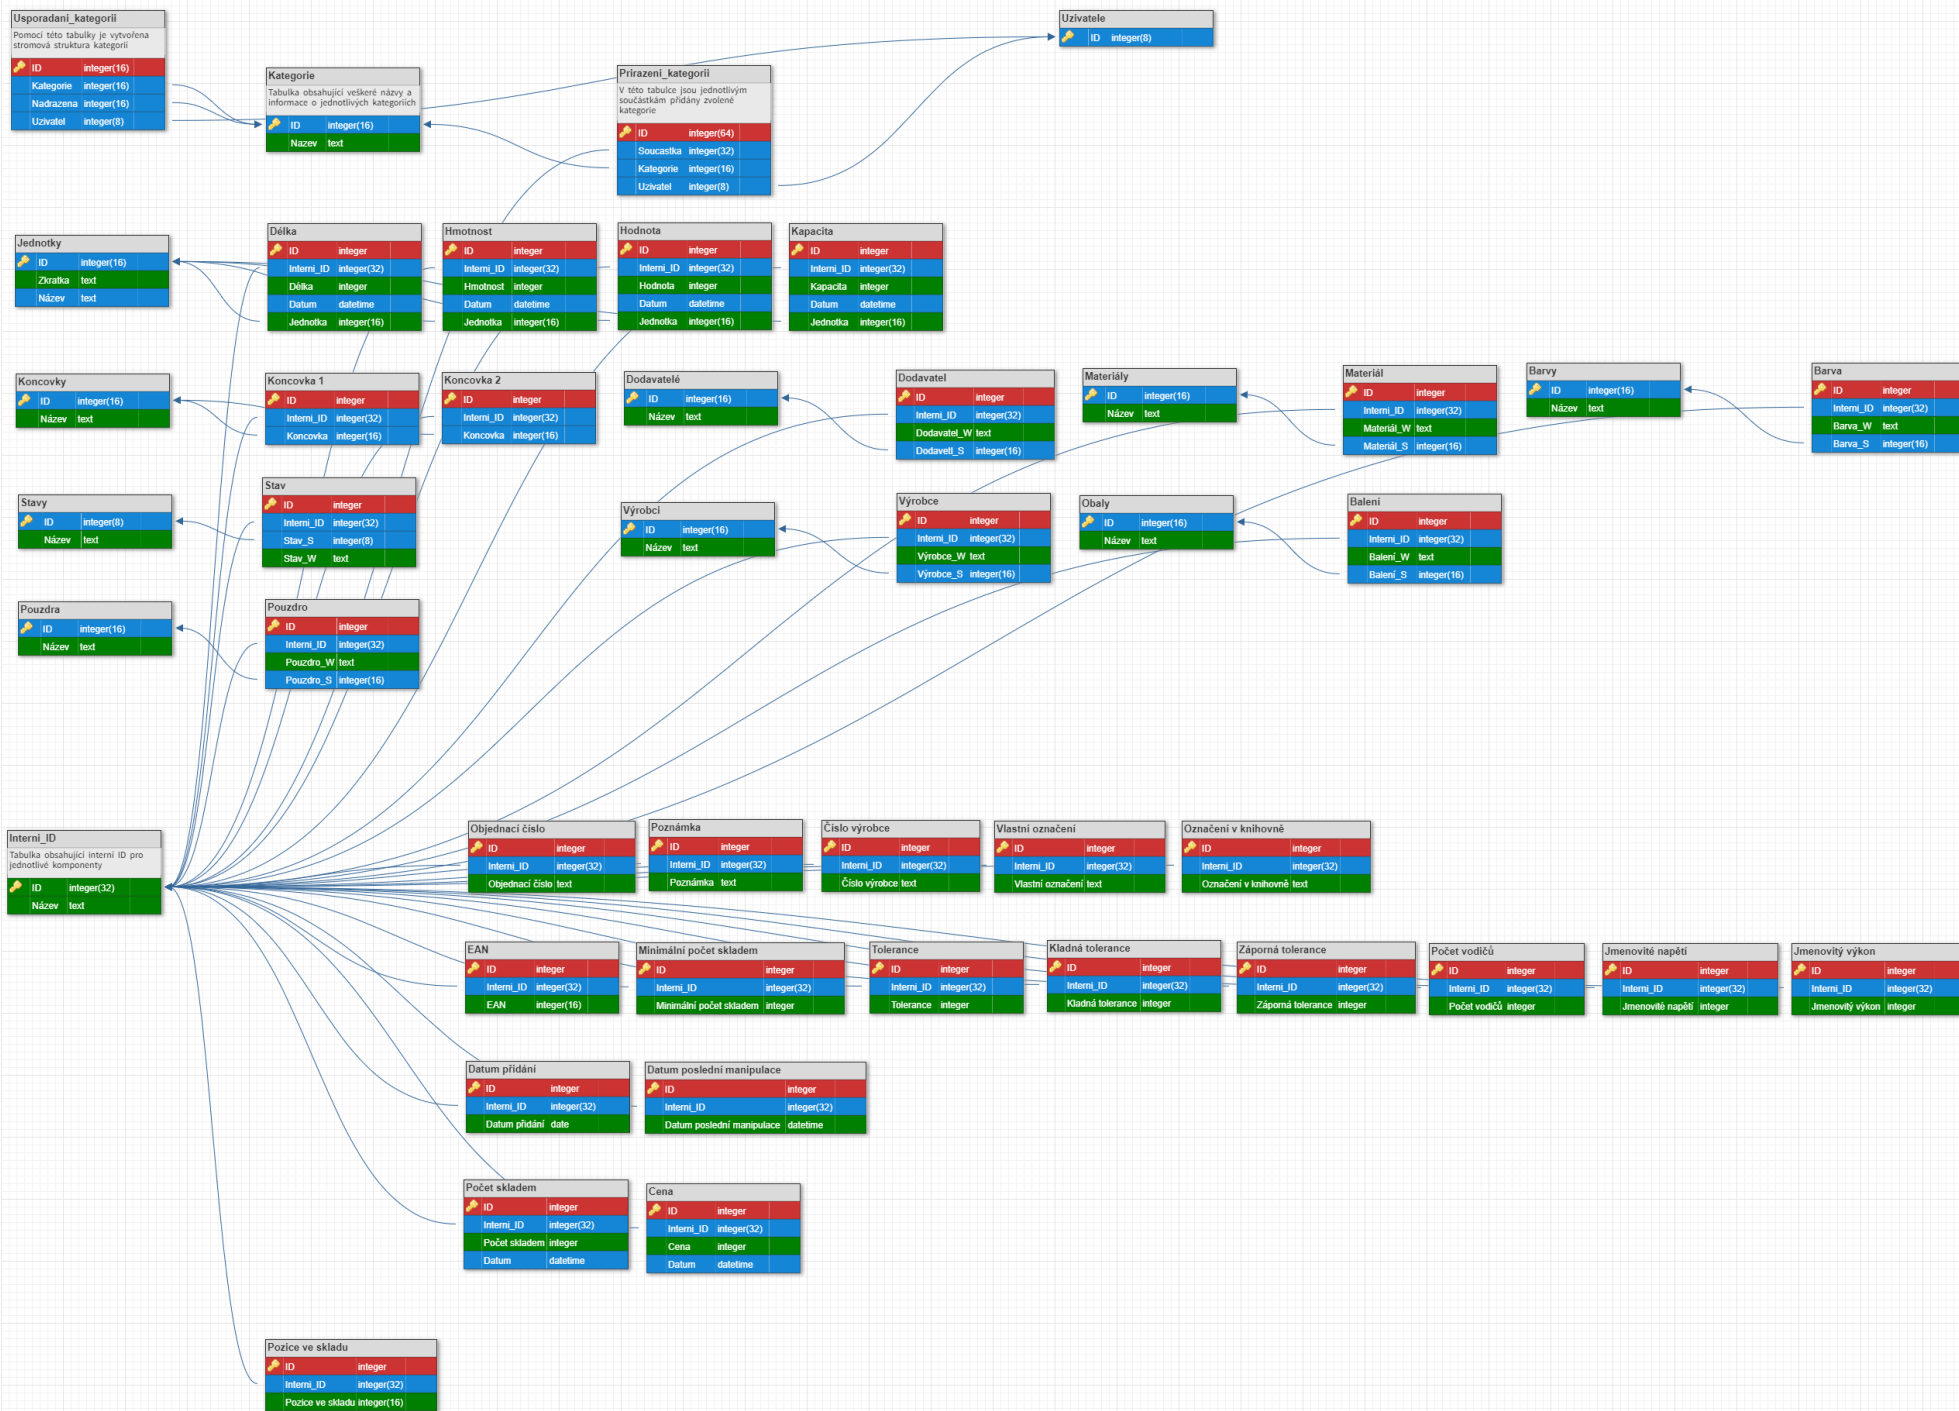 Usporadani_kategorii
Pomocí této tabulky je vytvořena
stromová struktura kategorií
ID integer(16)
Kategorie integer(16)
Nadrazena integer(16)
Uzivatel integer(8)
Kategorie
Tabulka obsahující veškeré názvy a
informace o jednotlivých kategoriích
ID integer(16)
Nazev text
Prirazeni_kategorii
V této tabulce jsou jednotlivým
součástkám přidány zvolené
kategorie
ID integer(64)
Soucastka integer(32)
Kategorie integer(16)
Uzivatel integer(8)
Uzivatele
ID integer(8)
Jednotky
ID integer(16)
Zkratka text
Název text
Délka
ID integer
Interni_ID integer(32)
Délka integer
Datum datetime
Jednotka integer(16)
Hmotnost
ID integer
Interni_ID integer(32)
Hmotnost integer
Datum datetime
Jednotka integer(16)
Hodnota
ID integer
Interni_ID integer(32)
Hodnota integer
Datum datetime
Jednotka integer(16)
Kapacita
ID integer
Interni_ID integer(32)
Kapacita integer
Datum datetime
Jednotka integer(16)
Koncovky
ID integer(16)
Název text
Koncovka 1
ID integer
Interni_ID integer(32)
Koncovka integer(16)
Koncovka 2
ID integer
Interni_ID integer(32)
Koncovka integer(16)
Dodavatelé
ID integer(16)
Název text
Dodavatel
ID integer
Interni_ID integer(32)
Dodavatel_W text
Dodavetl_S integer(16)
Materiály
ID integer(16)
Název text
Materiál
ID integer
Interni_ID integer(32)
Materiál_W text
Materiál_S integer(16)
Barvy
ID integer(16)
Název text
Barva
ID integer
Interni_ID integer(32)
Barva_W text
Barva_S integer(16)
Stavy
ID integer(8)
Název text
Stav
ID integer
Interni_ID integer(32)
Stav_S integer(8)
Stav_W text
Výrobci
ID integer(16)
Název text
Výrobce
ID integer
Interni_ID integer(32)
Výrobce_W text
Výrobce_S integer(16)
Obaly
ID integer(16)
Název text
Balení
ID integer
Interni_ID integer(32)
Balení_W text
Balení_S integer(16)
Pouzdra
ID integer(16)
Název text
Pouzdro
ID integer
Interni_ID integer(32)
Pouzdro_W text
Pouzdro_S integer(16)
Interni_ID
Tabulka obsahující interní ID pro
jednotlivé komponenty
ID integer(32)
Název text
Objednací číslo
ID integer
Interni_ID integer(32)
Objednací číslo text
Poznámka
ID integer
Interni_ID integer(32)
Poznámka text
Číslo výrobce
ID integer
Interni_ID integer(32)
Číslo výrobce text
Vlastní označení
ID integer
Interni_ID integer(32)
Vlastní označení text
Označení v knihovně
ID integer
Interni_ID integer(32)
Označení v knihovně text
EAN
ID integer
Interni_ID integer(32)
EAN integer(16)
Minimální počet skladem
ID integer
Interni_ID integer(32)
Minimální počet skladem integer
Tolerance
ID integer
Interni_ID integer(32)
Tolerance integer
Kladná tolerance
ID integer
Interni_ID integer(32)
Kladná tolerance integer
Záporná tolerance
ID integer
Interni_ID integer(32)
Záporná tolerance integer
Počet vodičů
ID integer
Interni_ID integer(32)
Počet vodičů integer
Jmenovité napětí
ID integer
Interni_ID integer(32)
Jmenovité napětí integer
Jmenovitý výkon
ID integer
Interni_ID integer(32)
Jmenovitý výkon integer
Datum přidání
ID integer
Interni_ID integer(32)
Datum přidání date
Datum poslední manipulace
ID integer
Interni_ID integer(32)
Datum poslední manipulace datetime
Počet skladem
ID integer
Interni_ID integer(32)
Počet skladem integer
Datum datetime
Cena
ID integer
Interni_ID integer(32)
Cena integer
Datum datetime
Pozice ve skladu
ID integer
Interni_ID integer(32)
Pozice ve skladu integer(16)